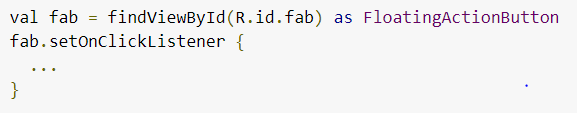 val fab = findViewById(R.id.fab) as FloatingActionButton
fab.setOnClickListener {
  ...
}